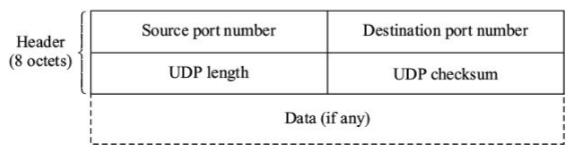 Header
(8 octets)
Source port number Destination port number
UDP length UDP checksum
Data (if any)